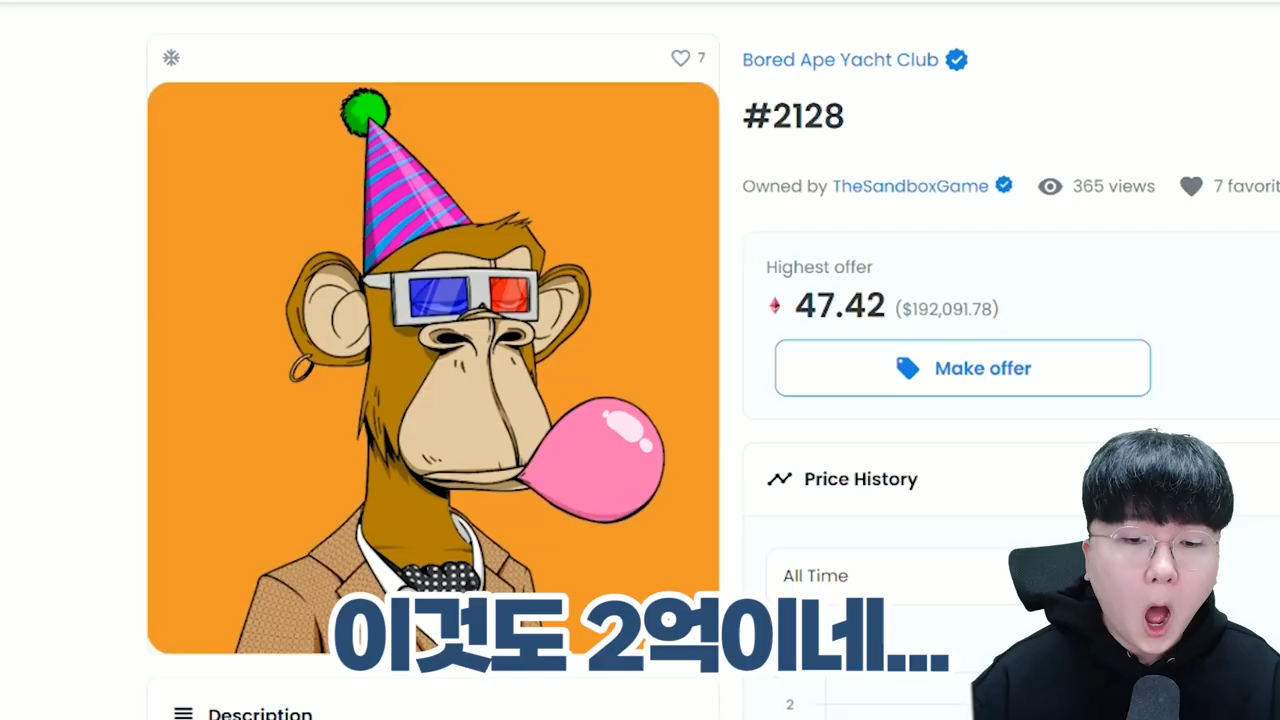 7
Bored Ape Yacht Club
#2128
Owned by TheSandboxGame
365 views
7 favorit
Highest offer
47.42 ($192,091.78)
Make offer
Price History
All Time
이것도 2억이네...
2
Description